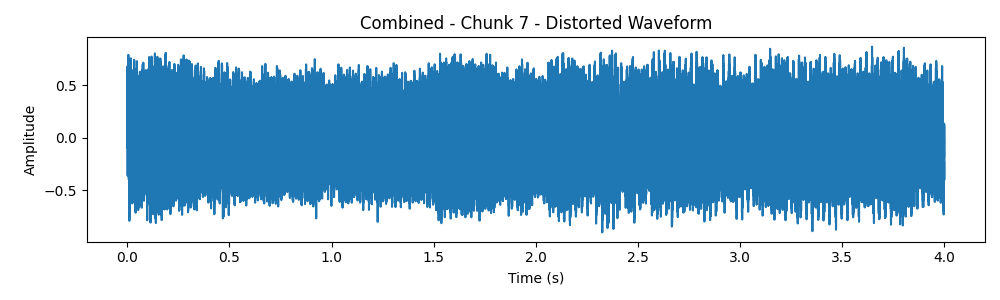 Combined - Chunk 7 - Distorted Waveform
Amplitude
0.5
0.0
−0.5
0.0 0.5 1.0 1.5 2.0 2.5 3.0 3.5 4.0
Time (s)